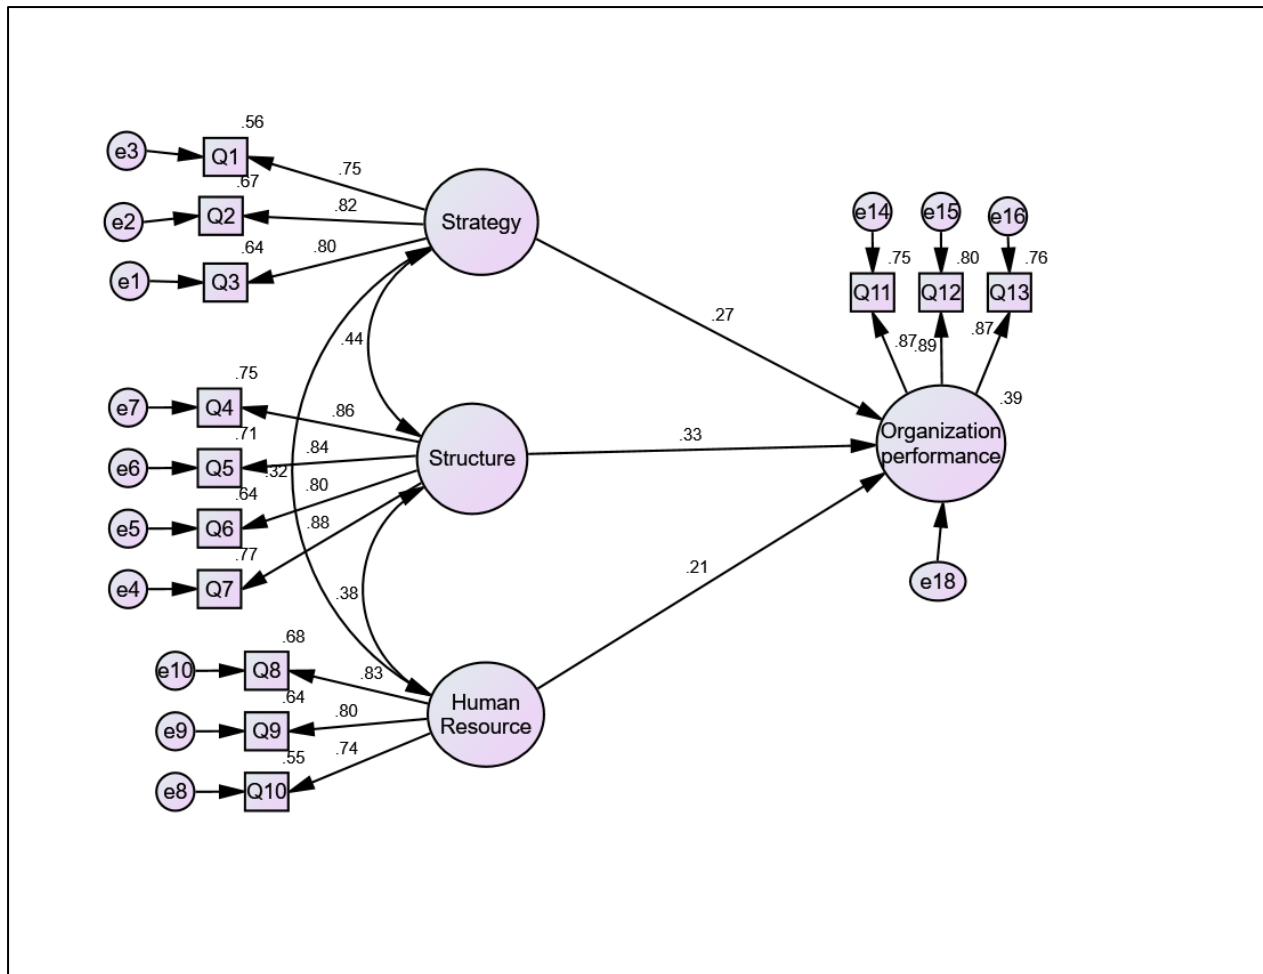 .56
e3
Q1
.75
.67
e2
Q2
.82
Strategy
.64
e1
Q3
.80
.44
.75
e7
Q4
.86
.71
e6
Q5
.84
.32
Structure
.64
e5
Q6
.80
.77
e4
Q7
.88
.38
.68
e10
Q8
.83
.64
e9
Q9
.80
Human
Resource
.55
e8
Q10
.74
.27
.33
.21
e14
e15
e16
.75
.80
.76
Q11
Q12
Q13
.87
.89
.87
.39
Organization
performance
e18